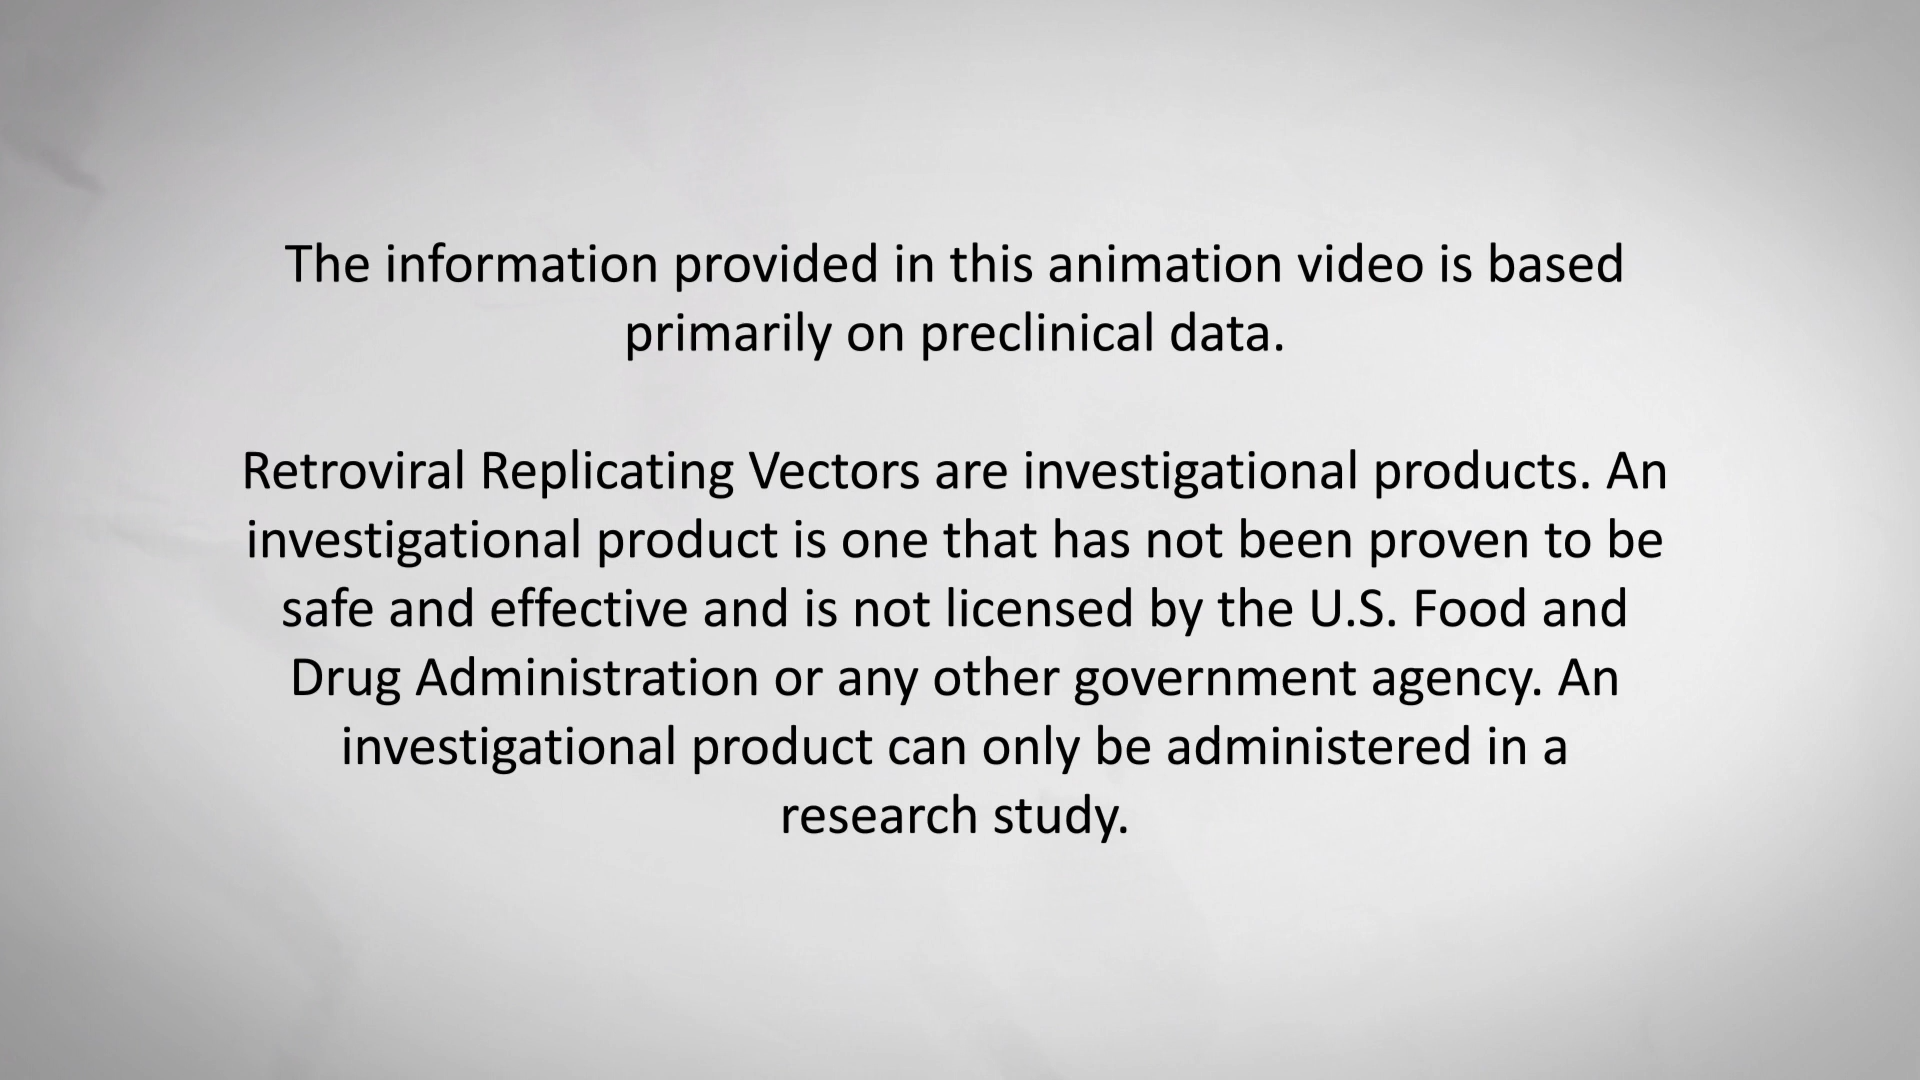 The information provided in this animation video is based
primarily on preclinical data.
Retroviral Replicating Vectors are investigational products. An
investigational product is one that has not been proven to be
safe and effective and is not licensed by the U.S. Food and
Drug Administration or any other government agency. An
investigational product can only be administered in a
research study.